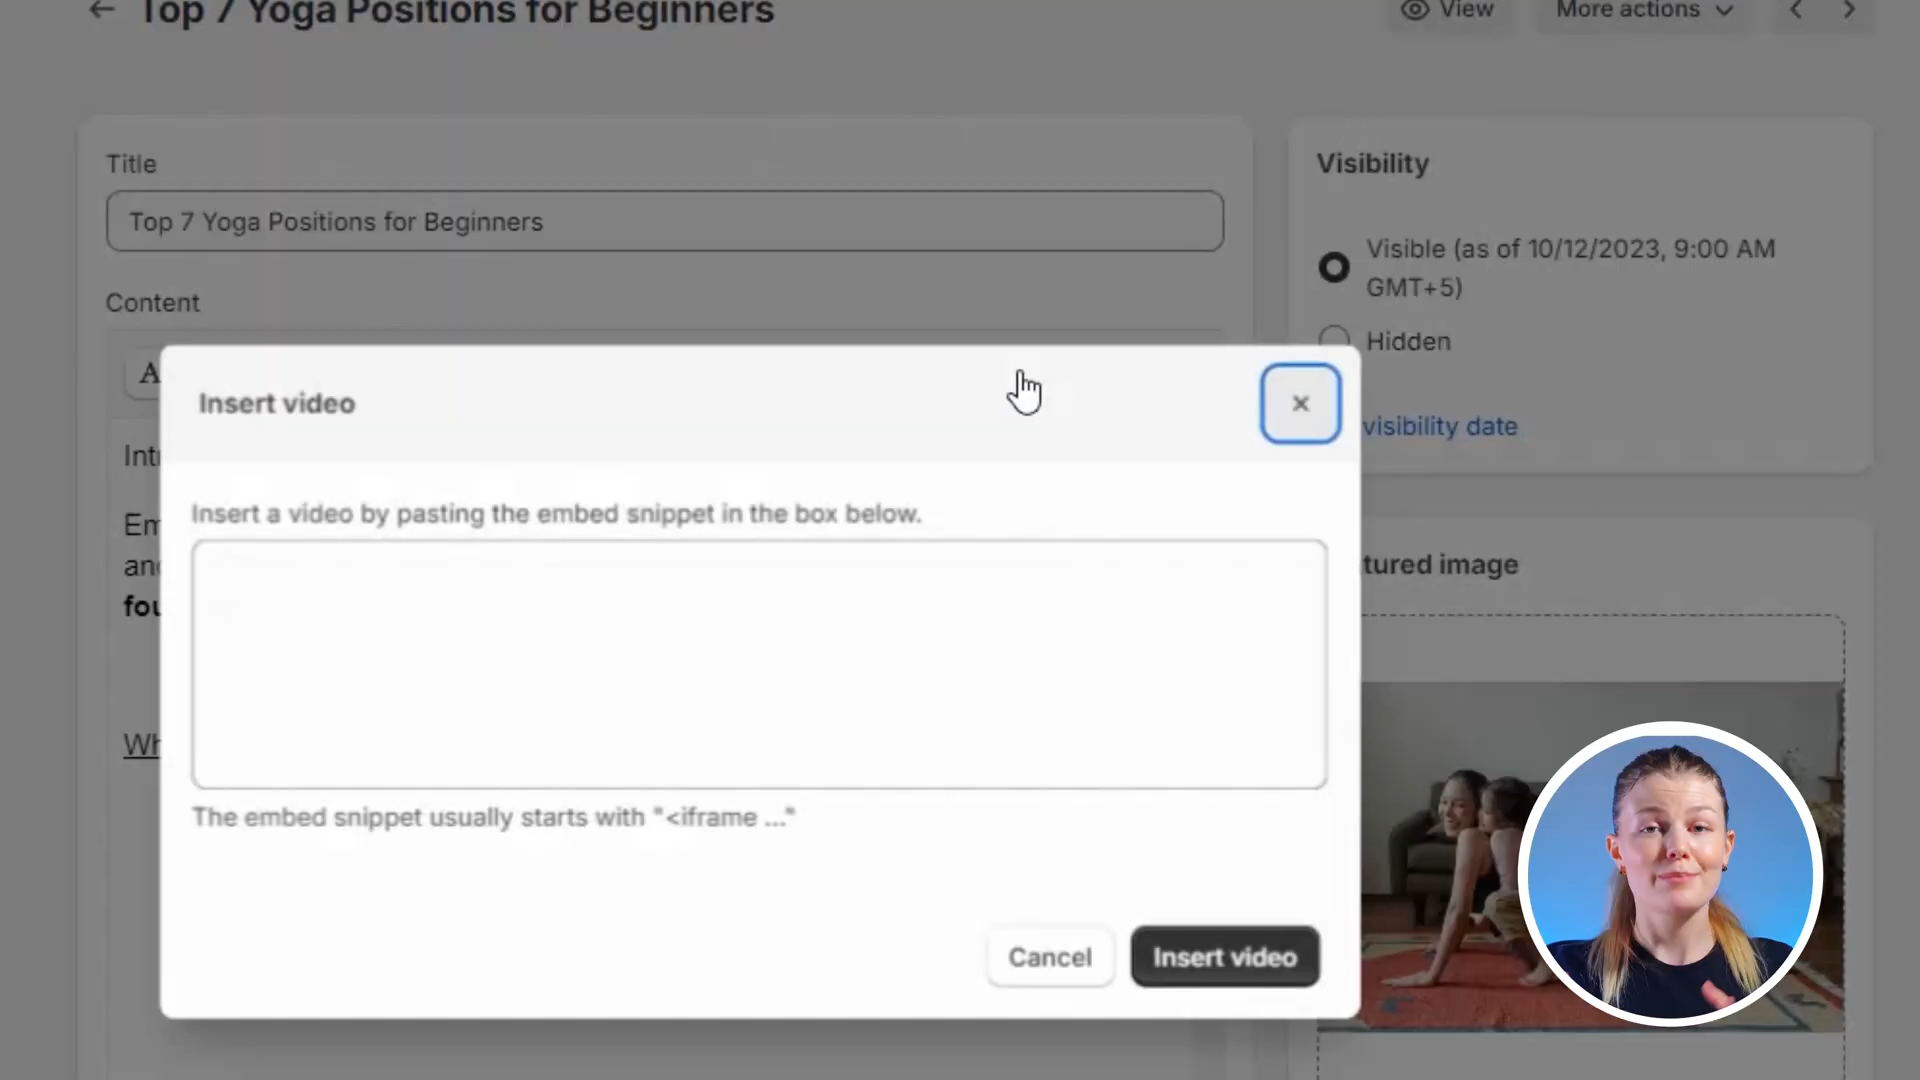 Top 7 Yoga Positions for Beginners
View
More actions
Title
Top 7 Yoga Positions for Beginners
Content
A
Visibility
Visible (as of 10/12/2023, 9:00 AM
GMT+5)
Hidden
visibility date
Insert video
Insert a video by pasting the embed snippet in the box below.
The embed snippet usually starts with "<iframe ..."
Cancel
Insert video